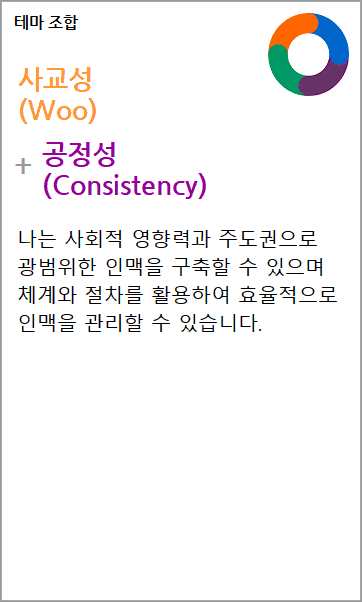 테마 조합
사교성
(Woo)
+ 공정성
(Consistency)
나는 사회적 영향력과 주도권으로
광범위한 인맥을 구축할 수 있으며
체계와 절차를 활용하여 효율적으로
인맥을 관리할 수 있습니다.